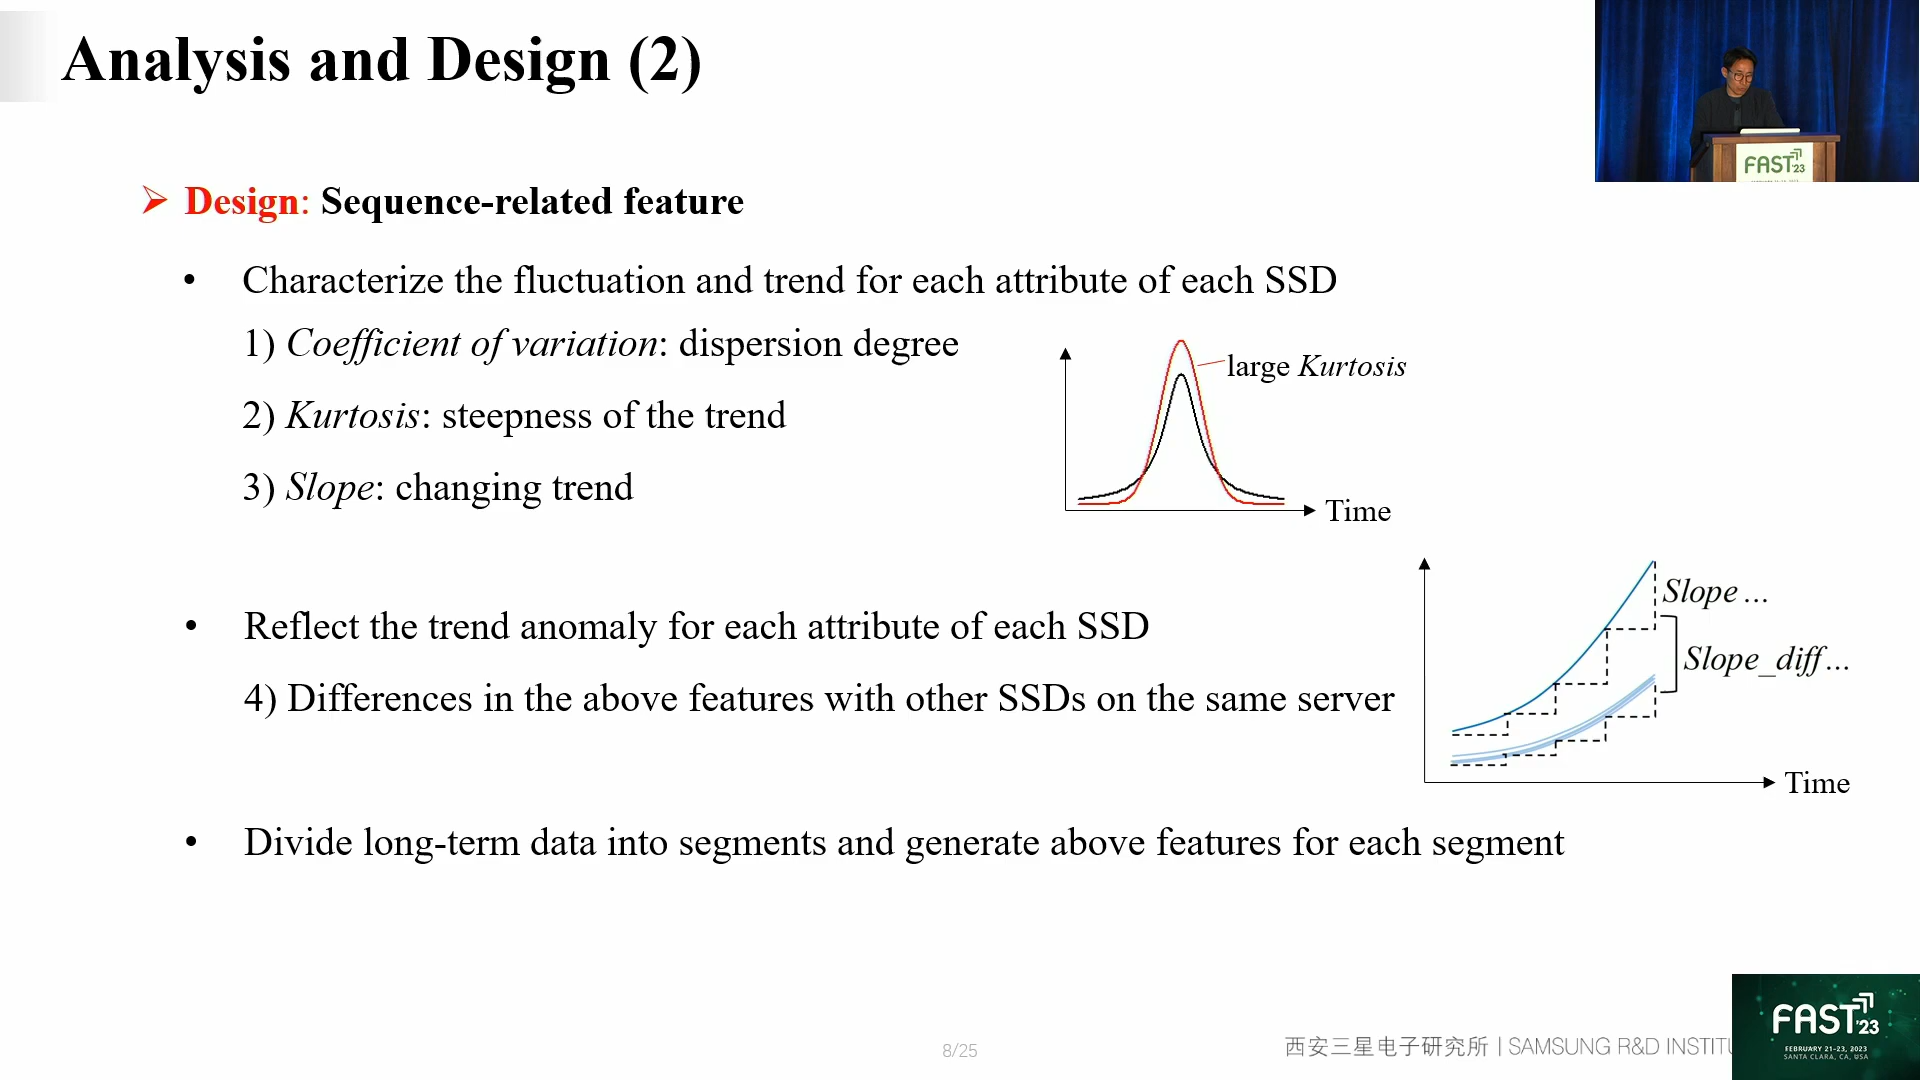 Analysis and Design (2)
➢ Design: Sequence-related feature
• Characterize the fluctuation and trend for each attribute of each SSD
1) Coefficient of variation: dispersion degree
2) Kurtosis: steepness of the trend
3) Slope: changing trend
large Kurtosis
Time
• Reflect the trend anomaly for each attribute of each SSD
4) Differences in the above features with other SSDs on the same server
Slope ...
Slope_diff ...
Time
• Divide long-term data into segments and generate above features for each segment
8/25
西安三星电子研究所 | SAMSUNG R&D INSTITU
FAST'23
FAST'23
FEBRUARY 21-23, 2023
SANTA CLARA, CA, USA